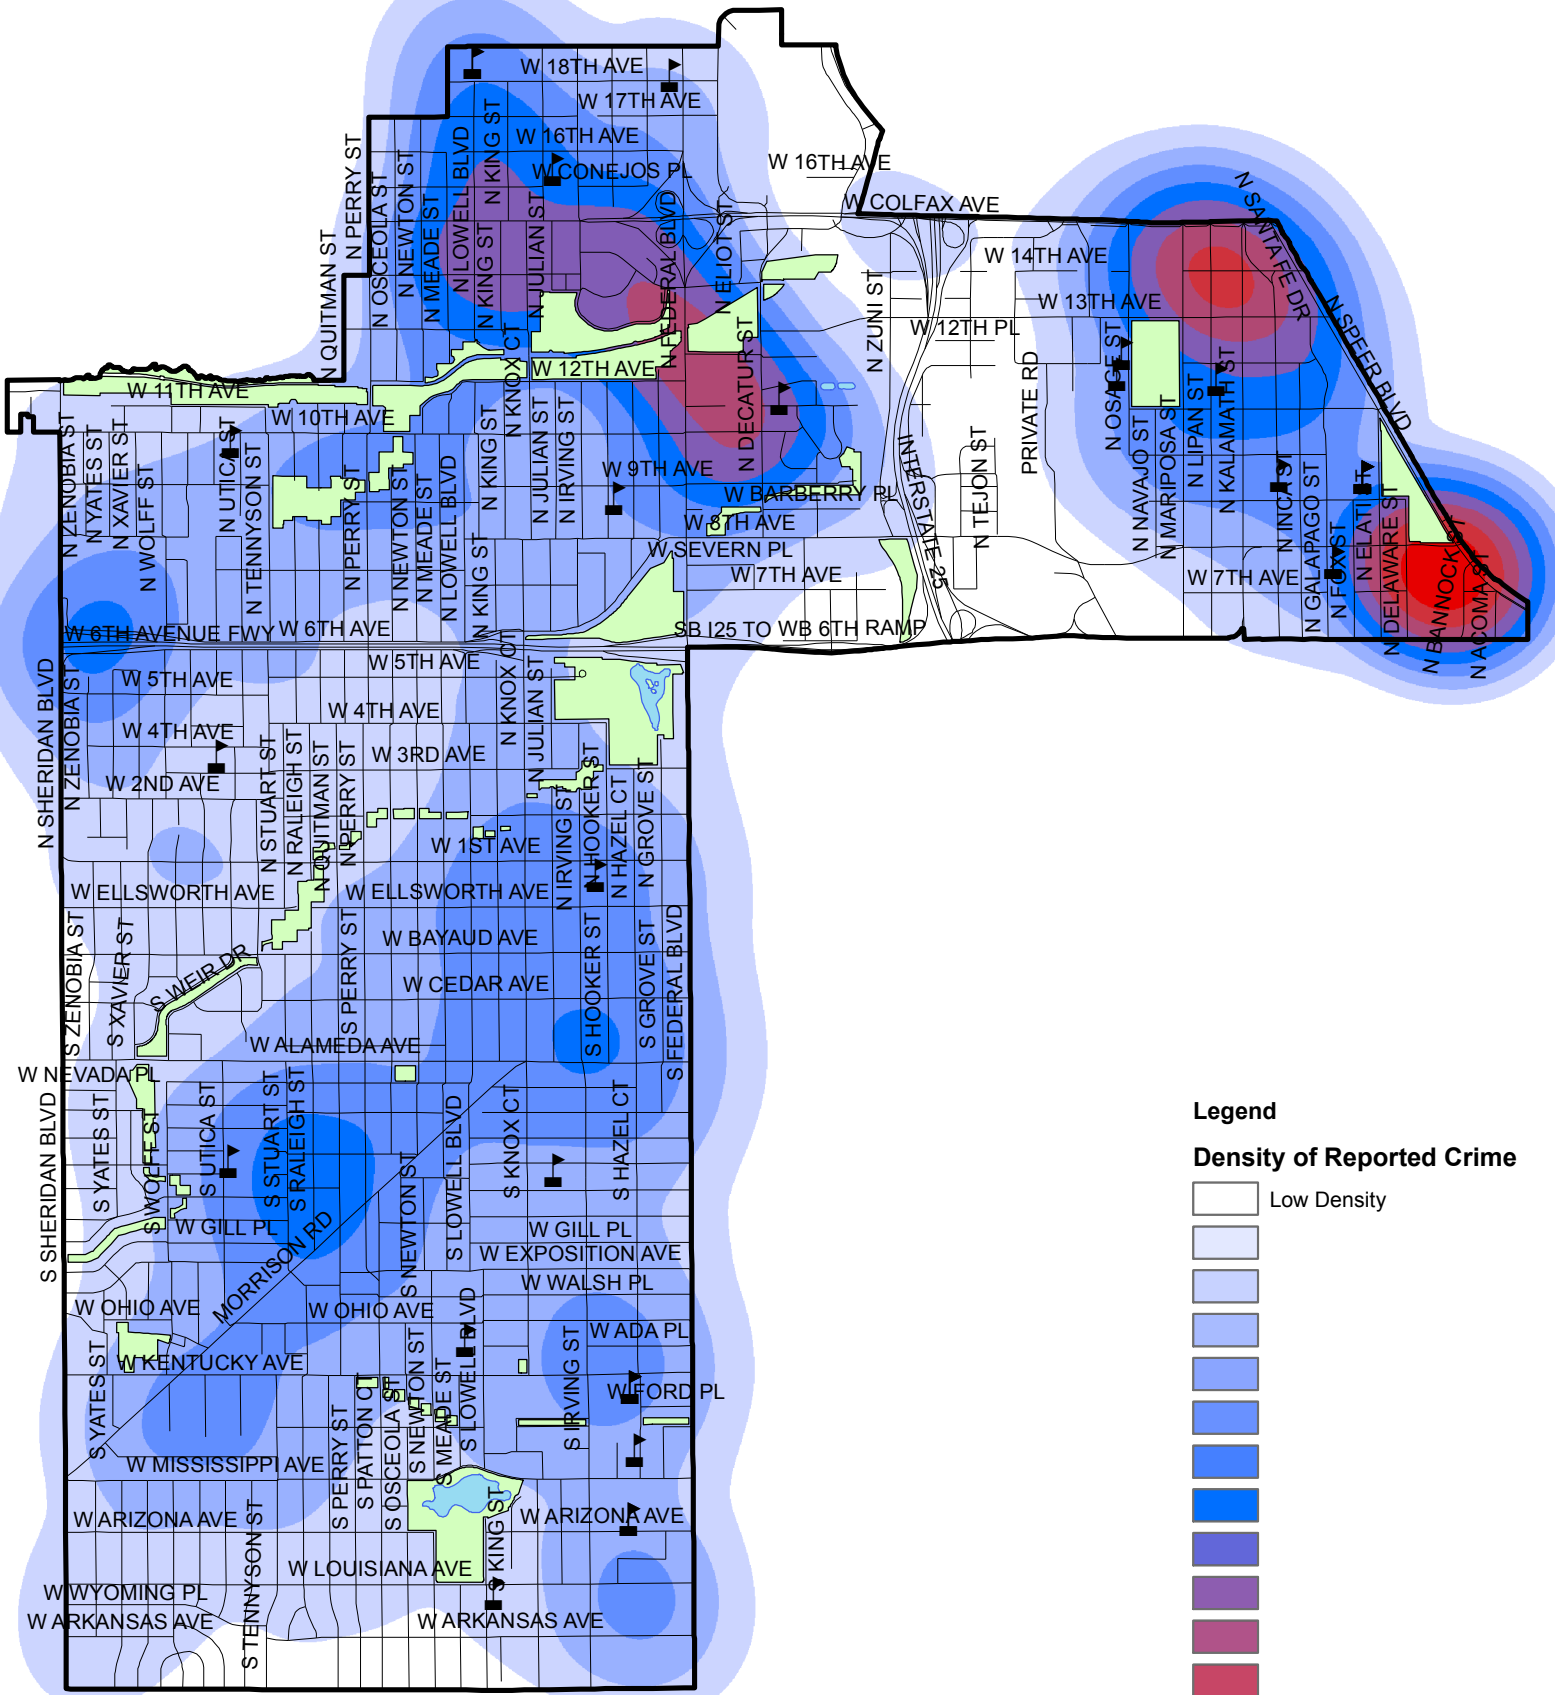 W 18TH AVE
W 17TH AVE
W 16TH AVE
W CONEJOS PL
W 16TH AVE
W COLFAX AVE
N PERRY ST
N OSCEOLA ST
N NEWTON ST
N MEADE ST
N LOWELL BLVD
N KING ST
N KING ST
N JULIAN ST
N FEDERAL BLVD
N ELIOT ST
N SANTA FE DR
W 14TH AVE
W 13TH AVE
W 12TH PL
N QUITMAN ST
N KNOX CT
N DECATUR ST
N ZUNI ST
PRIVATE RD
N OSAGE ST
N SPEER BLVD
W 12TH AVE
W 11TH AVE
W 10TH AVE
N ZENOBIA ST
N YATES ST
N XAVIER ST
N WOLFF ST
N UTICA ST
N TENNYSON ST
N PERRY ST
N NEWTON ST
N MEADE ST
N LOWELL BLVD
N KING ST
N JULIAN ST
N IRVING ST
W 9TH AVE
W BARBERRY PL
W 8TH AVE
INTERSTATE 25
N TEJON ST
N NAVAJO ST
N MARIPOSA ST
N LIPAN ST
N KALAMATH ST
N INCA ST
N GALAPAGO ST
N FOX ST
N ELATI ST
N DELAWARE ST
N BANNOCK ST
N ACOMA ST
W SEVERN PL
W 7TH AVE
W 7TH AVE
N KING ST
W 6TH AVENUE FWY
W 6TH AVE
SB I25 TO WB 6TH RAMP
W 5TH AVE
W 5TH AVE
N SHERIDAN BLVD
N ZENOBIA ST
W 4TH AVE
W 4TH AVE
N KNOX CT
N JULIAN ST
W 3RD AVE
W 2ND AVE
N STUART ST
N RALEIGH ST
N QUITMAN ST
N PERRY ST
N IRVING ST
N HOOKER ST
N HAZEL CT
N GROVE ST
W 1ST AVE
W ELLSWORTH AVE
W ELLSWORTH AVE
S ZENOBIA ST
S XAVIER ST
S WEIR DR
S PERRY ST
W BAYAUD AVE
W CEDAR AVE
S HOOKER ST
S GROVE ST
S FEDERAL BLVD
W ALAMEDA AVE
W NEVADA PL
S SHERIDAN BLVD
S YATES ST
S WOLFF ST
S UTICA ST
S STUART ST
S RALEIGH ST
S NEWTON ST
S LOWELL BLVD
S KNOX CT
S HAZEL CT
W GILL PL
W GILL PL
MORRISON RD
W EXPOSITION AVE
W WALSH PL
W OHIO AVE
W OHIO AVE
W ADA PL
W KENTUCKY AVE
S YATES ST
S PERRY ST
S PATTON CT
S OSCEOLA ST
S NEWTON ST
S MEADE ST
S LOWELL BLVD
S IRVING ST
W FORD PL
W MISSISSIPPI AVE
W ARIZONA AVE
W ARIZONA AVE
S TENNYSON ST
S KING ST
W LOUISIANA AVE
W WYOMING PL
W ARKANSAS AVE
W ARKANSAS AVE
Legend
Density of Reported Crime
Low Density